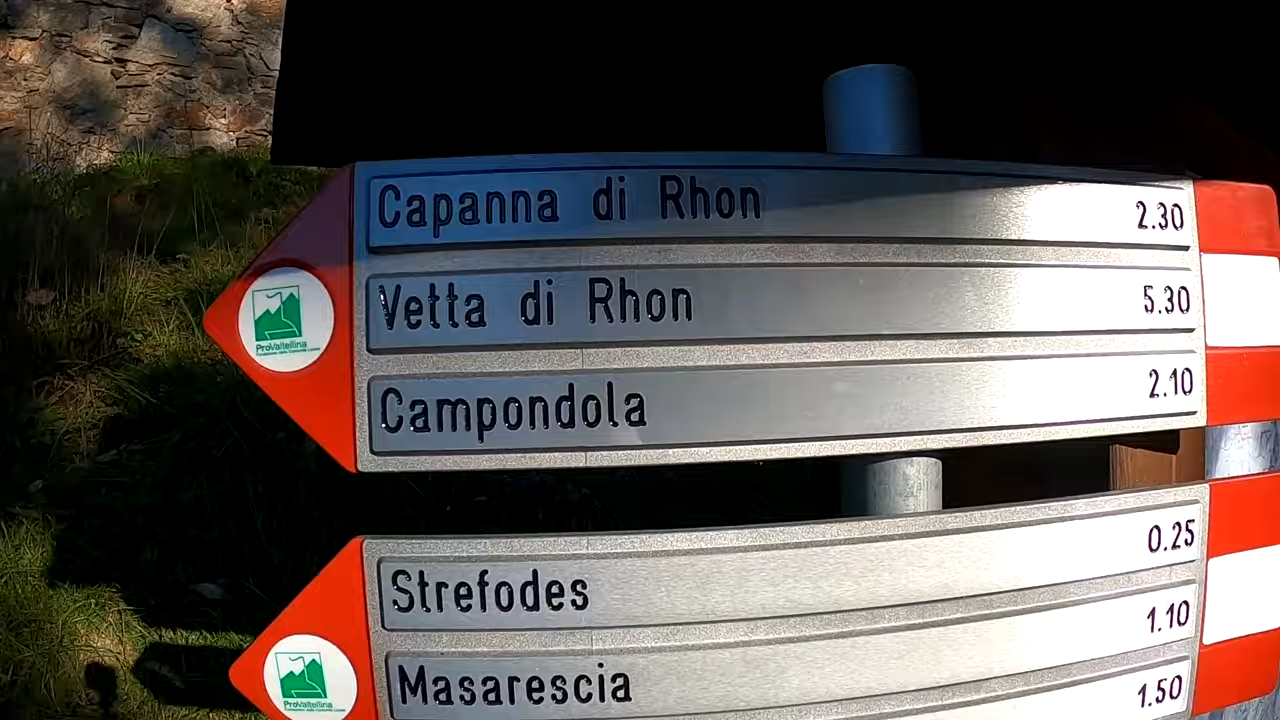 Capanna di Rhon 2.30
Vetta di Rhon 5.30
Campondola 2.10
ProValtellina
Strefodes 0.25
Masarescia 1.10
1.50
ProValtellina